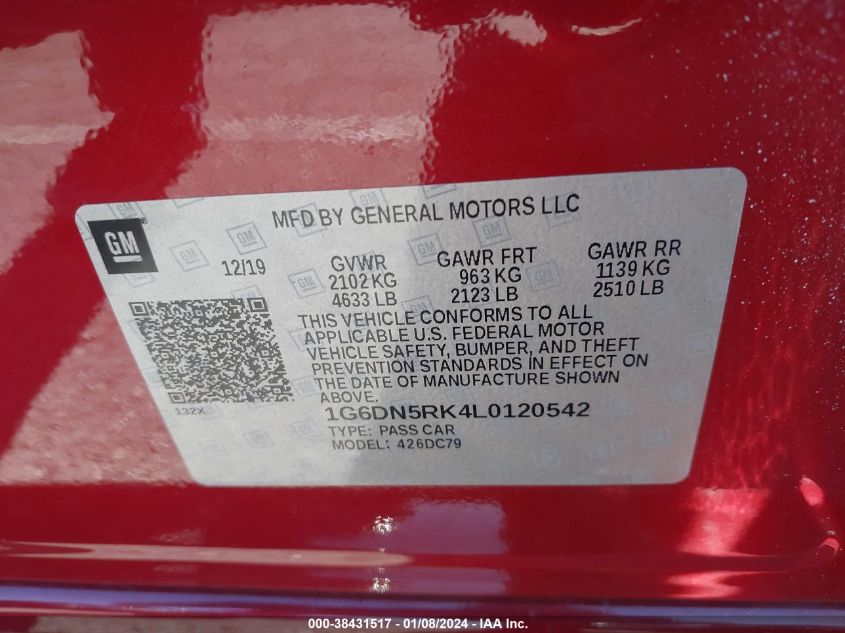 MFD BY GENERAL MOTORS LLC
GM
12/19
GVWR GAWR FRT GAWR RR
2102 KG 963 KG 1139 KG
4633 LB 2123 LB 2510 LB
THIS VEHICLE CONFORMS TO ALL
APPLICABLE U.S. FEDERAL MOTOR
VEHICLE SAFETY, BUMPER, AND THEFT
PREVENTION STANDARDS IN EFFECT ON
THE DATE OF MANUFACTURE SHOWN
ABOVE.
132X
1G6DN5RK4L0120542
TYPE: PASS CAR
MODEL: 426DC79
000-38431517 - 01/08/2024 - IAA Inc.